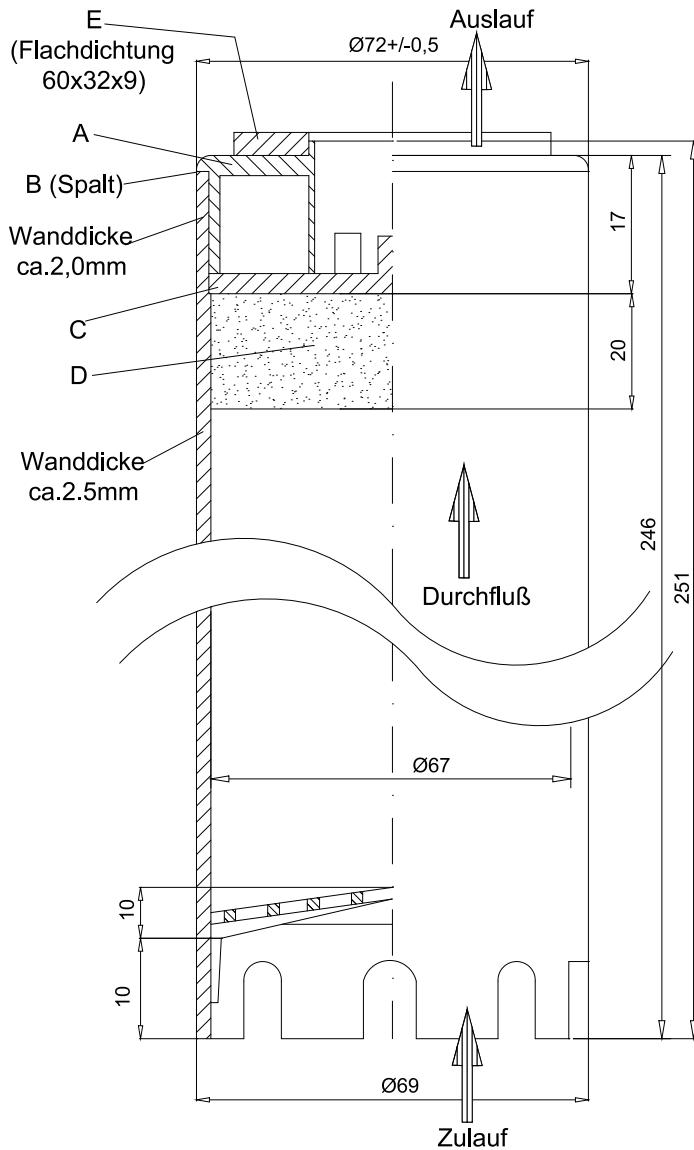 E
(Flachdichtung
60x32x9)
Auslauf
Ø72+/-0,5
A
B (Spalt)
Wanddicke
ca.2,0mm
17
C
D
20
Wanddicke
ca.2.5mm
246
251
Durchfluß
Ø67
10
10
Ø69
Zulauf